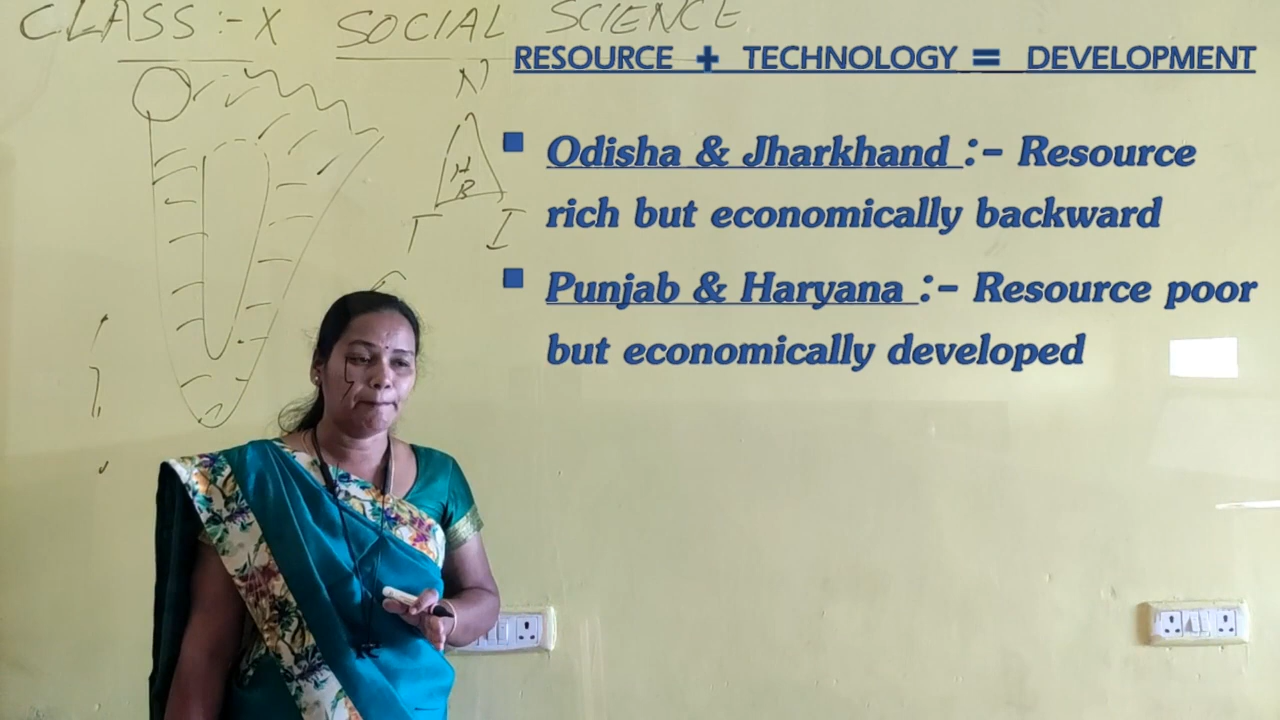 CLASS :- X SOCIAL SCIENCE
RESOURCE + TECHNOLOGY = DEVELOPMENT
N
H
B
T I
▪ Odisha & Jharkhand :- Resource
rich but economically backward
▪ Punjab & Haryana :- Resource poor
but economically developed